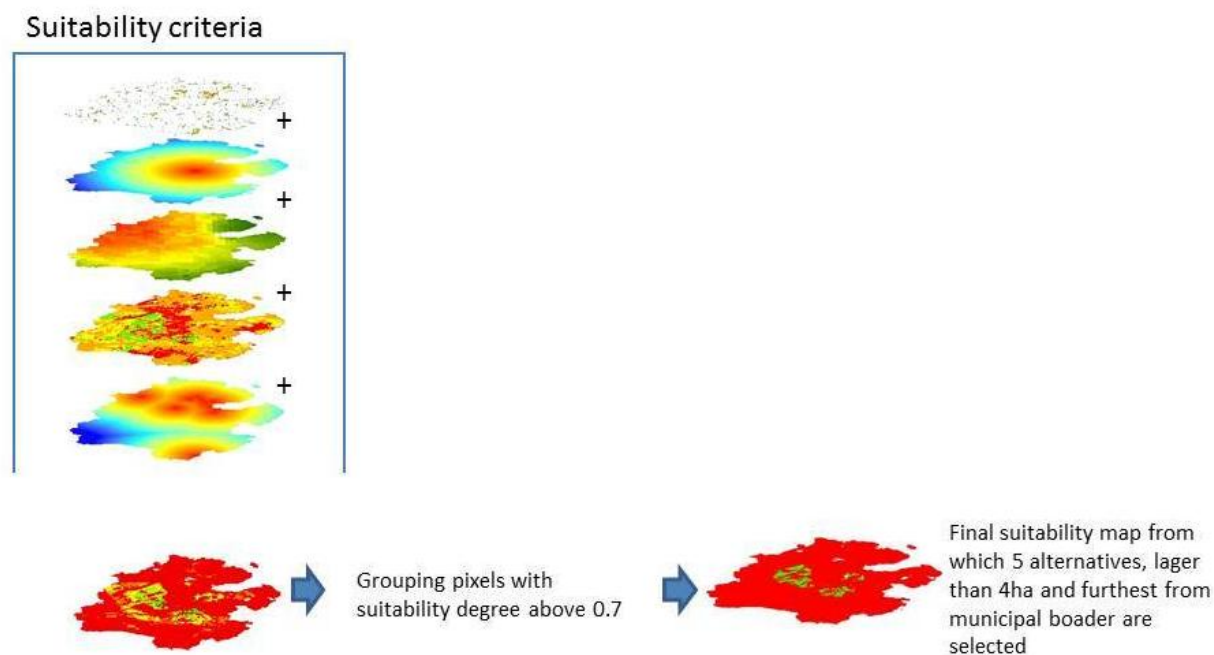 Suitability criteria
+
+
+
+
Grouping pixels with
suitability degree above 0.7
Final suitability map from
which 5 alternatives, lager
than 4ha and furthest from
municipal boader are
selected